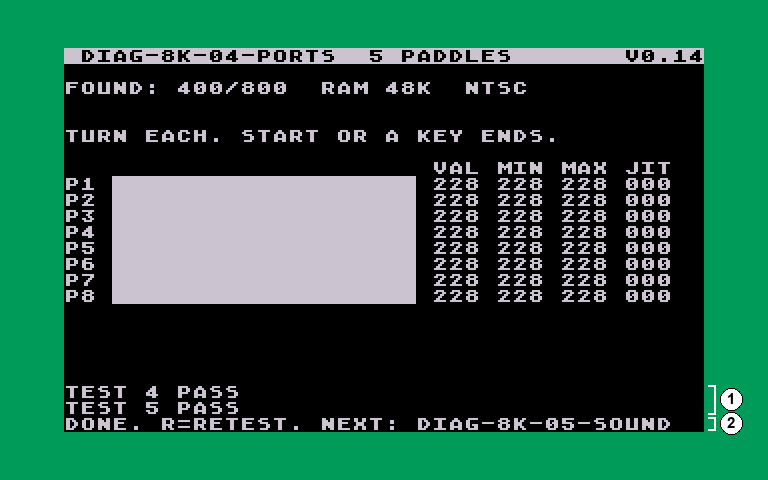 DIAG-8K-04-PORTS 5 PADDLES V0.14
FOUND: 400/800 RAM 48K NTSC
TURN EACH. START OR A KEY ENDS.
VAL MIN MAX JIT
P1 228 228 228 000
P2 228 228 228 000
P3 228 228 228 000
P4 228 228 228 000
P5 228 228 228 000
P6 228 228 228 000
P7 228 228 228 000
P8 228 228 228 000
TEST 4 PASS
1
TEST 5 PASS
DONE. R=RETEST. NEXT: DIAG-8K-05-SOUND 2